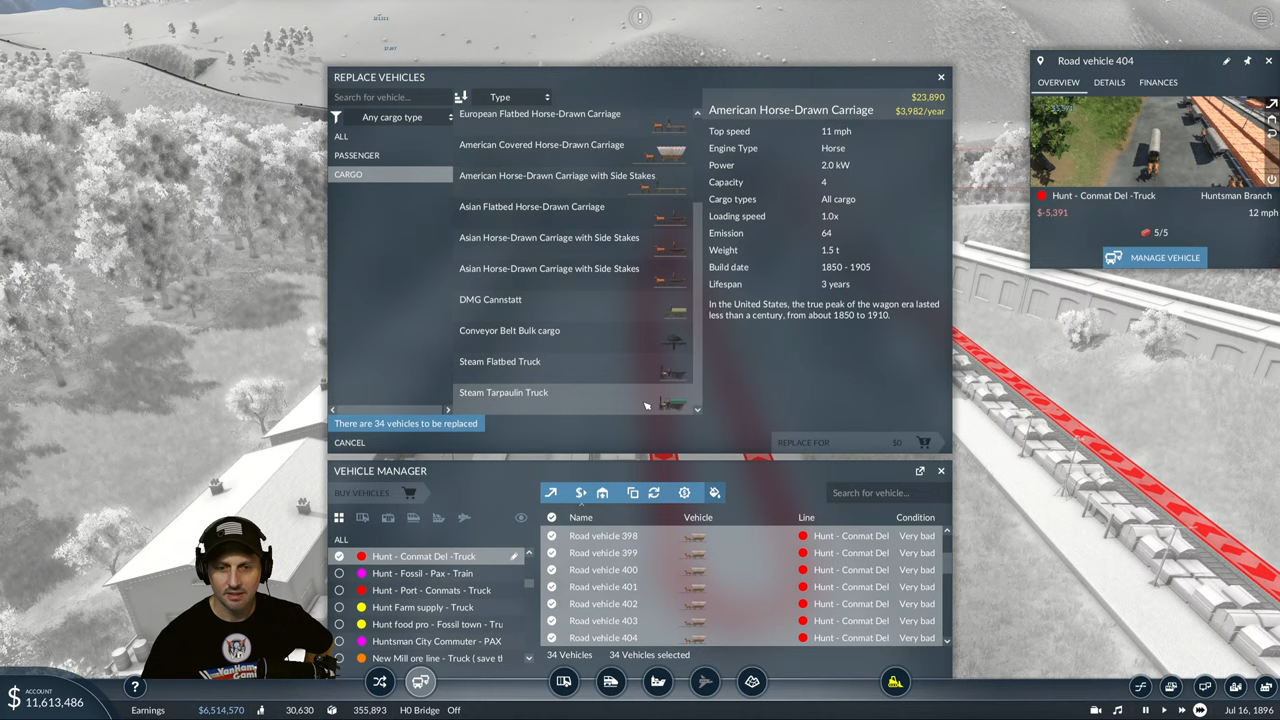 REPLACE VEHICLES
Search for vehicle...
Type
Any cargo type
ALL
PASSENGER
CARGO
European Flatbed Horse-Drawn Carriage
American Covered Horse-Drawn Carriage
American Horse-Drawn Carriage with Side Stakes
Asian Flatbed Horse-Drawn Carriage
Asian Horse-Drawn Carriage with Side Stakes
Asian Horse-Drawn Carriage with Side Stakes
DMG Cannstatt
Conveyor Belt Bulk cargo
Steam Flatbed Truck
Steam Tarpaulin Truck
$23,890
American Horse-Drawn Carriage
$3,982/year
Top speed 11 mph
Engine Type Horse
Power 2.0 kW
Capacity 4
Cargo types All cargo
Loading speed 1.0x
Emission 64
Weight 1.5 t
Build date 1850 - 1905
Lifespan 3 years
In the United States, the true peak of the wagon era lasted
less than a century, from about 1850 to 1910.
There are 34 vehicles to be replaced
CANCEL
REPLACE FOR $0
Road vehicle 404
OVERVIEW DETAILS FINANCES
Hunt - Conmat Del -Truck Huntsman Branch
$-5,391 12 mph
5/5
MANAGE VEHICLE
VEHICLE MANAGER
BUY VEHICLES
Search for vehicle...
ALL
Hunt - Conmat Del -Truck
Hunt - Fossil - Pax - Train
Hunt - Port - Conmats - Truck
Hunt Farm supply - Truck
Hunt food pro - Fossil town - Tru
Huntsman City Commuter - PAX
New Mill ore line - Truck ( save tl
Name Vehicle Line Condition
Road vehicle 398 Hunt - Conmat Del Very bad
Road vehicle 399 Hunt - Conmat Del Very bad
Road vehicle 400 Hunt - Conmat Del Very bad
Road vehicle 401 Hunt - Conmat Del Very bad
Road vehicle 402 Hunt - Conmat Del Very bad
Road vehicle 403 Hunt - Conmat Del Very bad
Road vehicle 404 Hunt - Conmat Del Very bad
34 Vehicles 34 Vehicles selected
$ ACCOUNT
11,613,486
?
Earnings $6,514,570 30,630 355,893 H0 Bridge Off
Jul 16, 1896